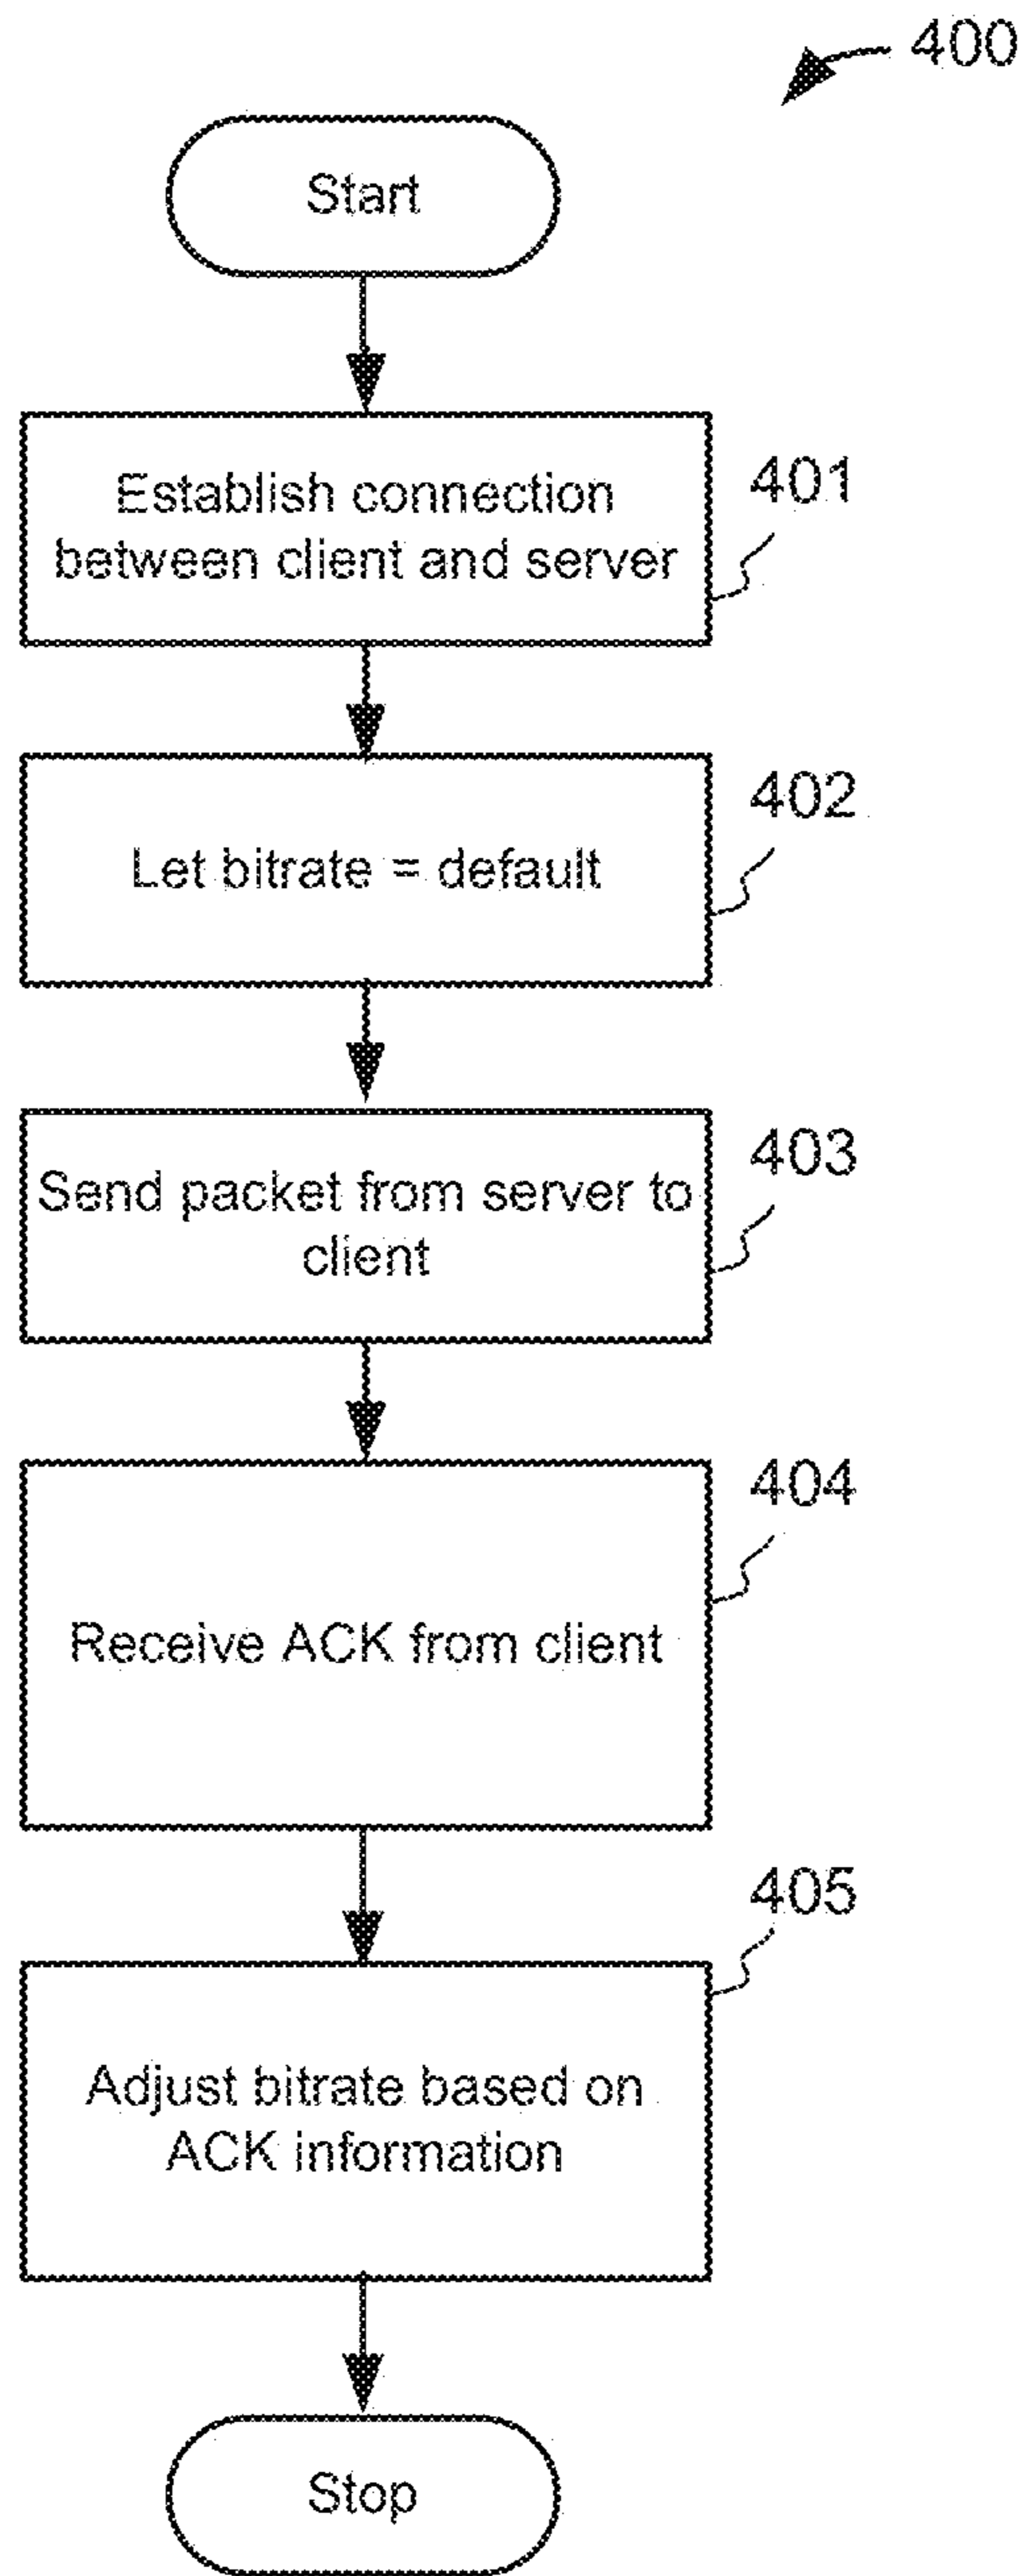 400
Start
Establish connection
between client and server
401
Let bitrate = default
402
Send packet from server to
client
403
Receive ACK from client
404
Adjust bitrate based on
ACK information
405
Stop